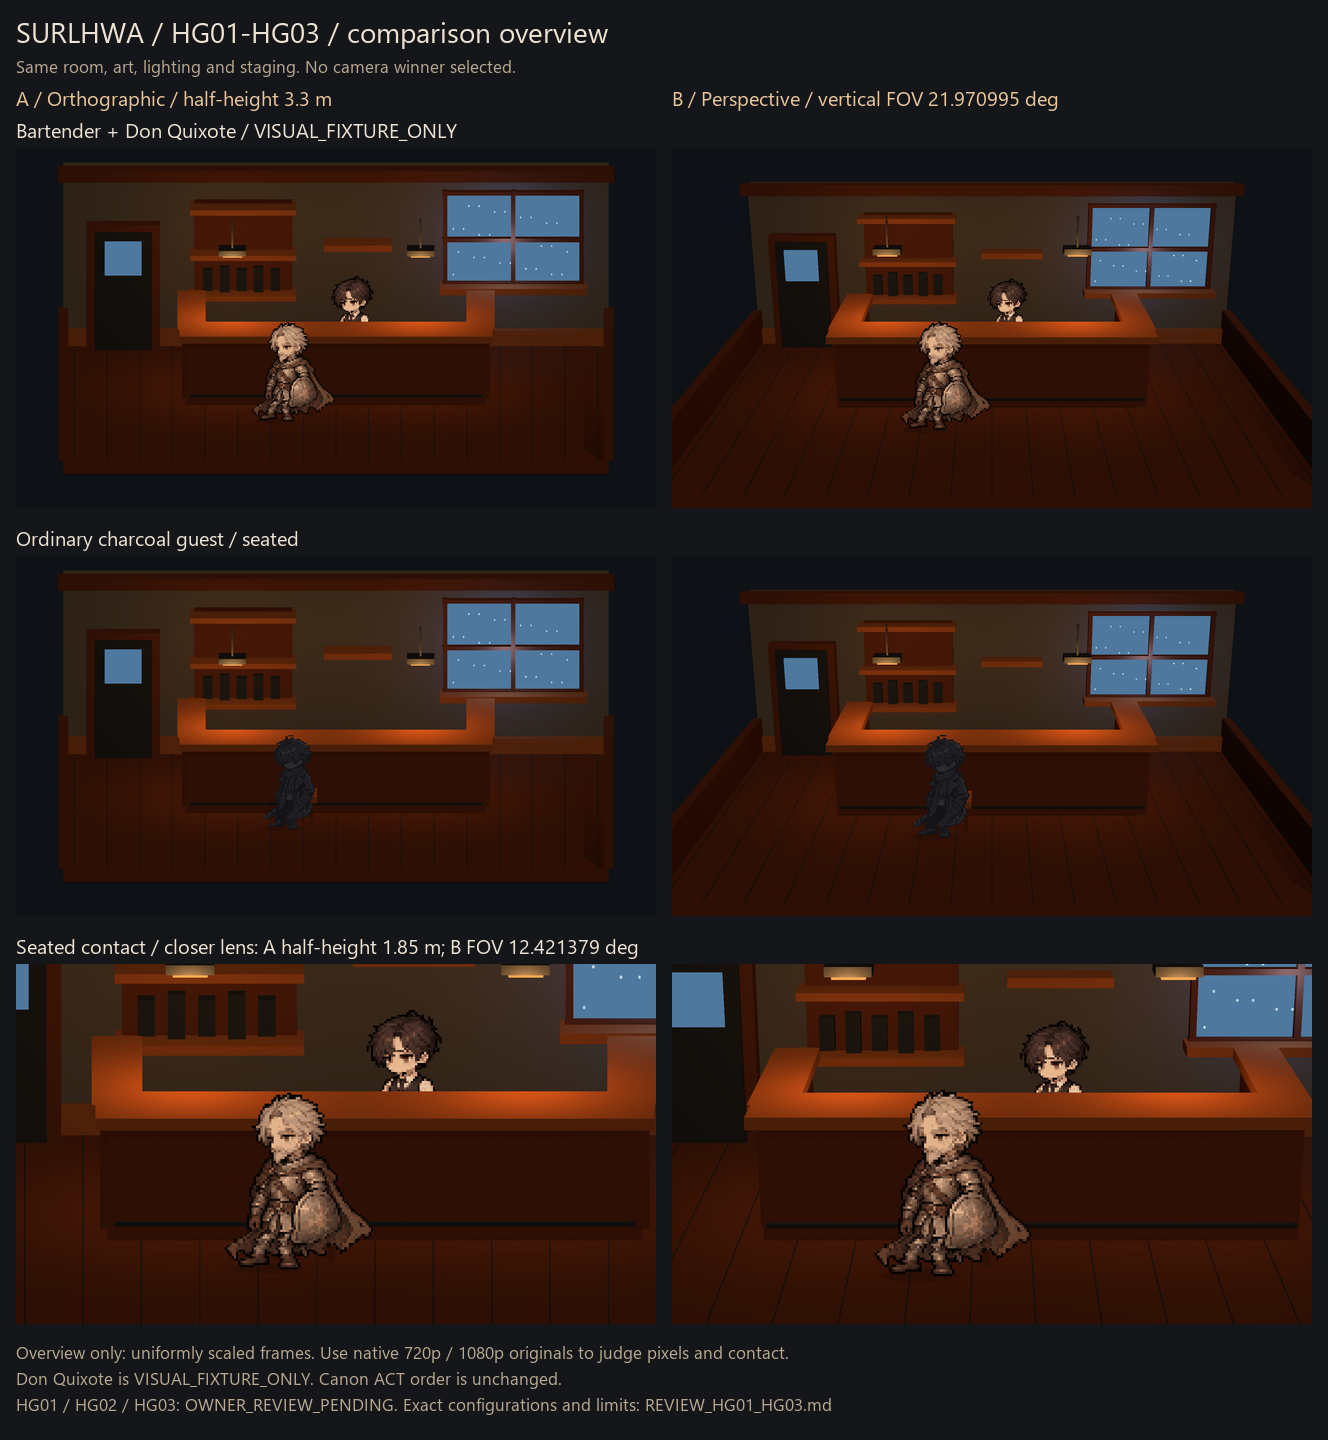 SURLHWA / HG01-HG03 / comparison overview
Same room, art, lighting and staging. No camera winner selected.
A / Orthographic / half-height 3.3 m
B / Perspective / vertical FOV 21.970995 deg
Bartender + Don Quixote / VISUAL_FIXTURE_ONLY
Ordinary charcoal guest / seated
Seated contact / closer lens: A half-height 1.85 m; B FOV 12.421379 deg
Overview only: uniformly scaled frames. Use native 720p / 1080p originals to judge pixels and contact.
Don Quixote is VISUAL_FIXTURE_ONLY. Canon ACT order is unchanged.
HG01 / HG02 / HG03: OWNER_REVIEW_PENDING. Exact configurations and limits: REVIEW_HG01_HG03.md